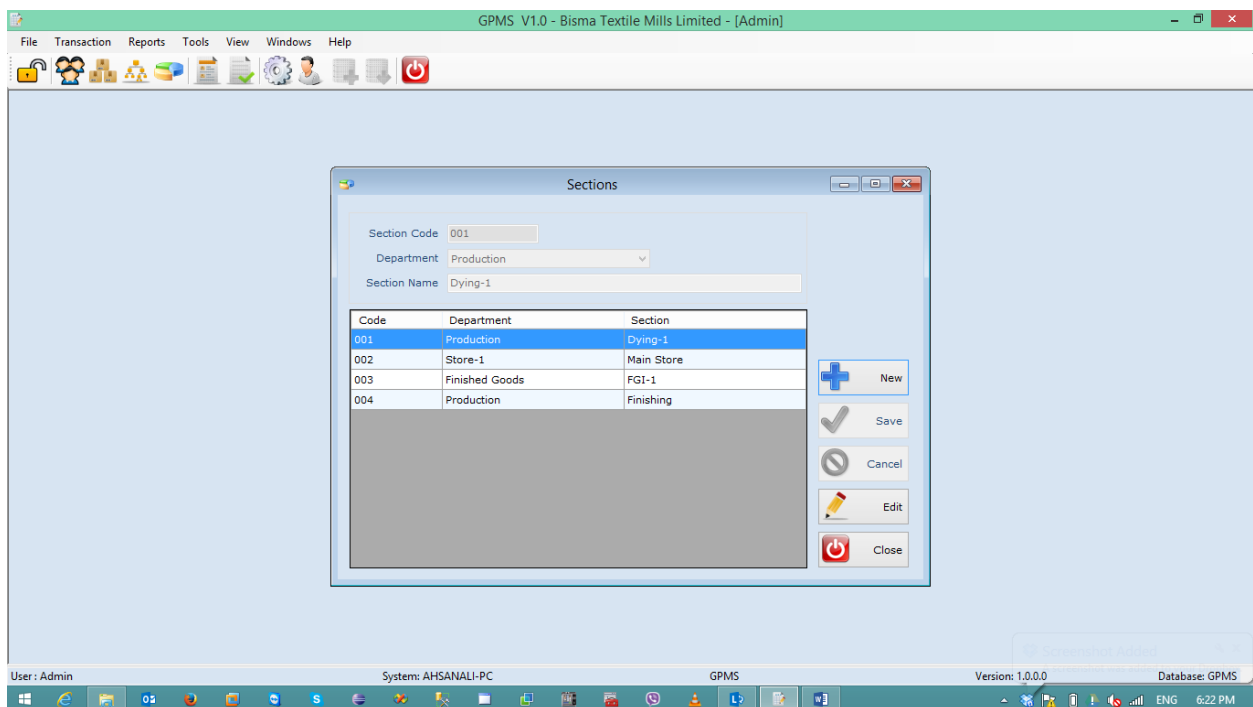 GPMS V1.0 - Bisma Textile Mills Limited - [Admin]
File Transaction Reports Tools View Windows Help
Sections
Section Code 001
Department Production
Section Name Dying-1
Code Department Section
001 Production Dying-1
002 Store-1 Main Store
003 Finished Goods FGI-1
004 Production Finishing
New
Save
Cancel
Edit
Close
Screenshot Added
User : Admin System: AHSANALI-PC GPMS Version: 1.0.0.0 Database: GPMS
ENG 6:22 PM